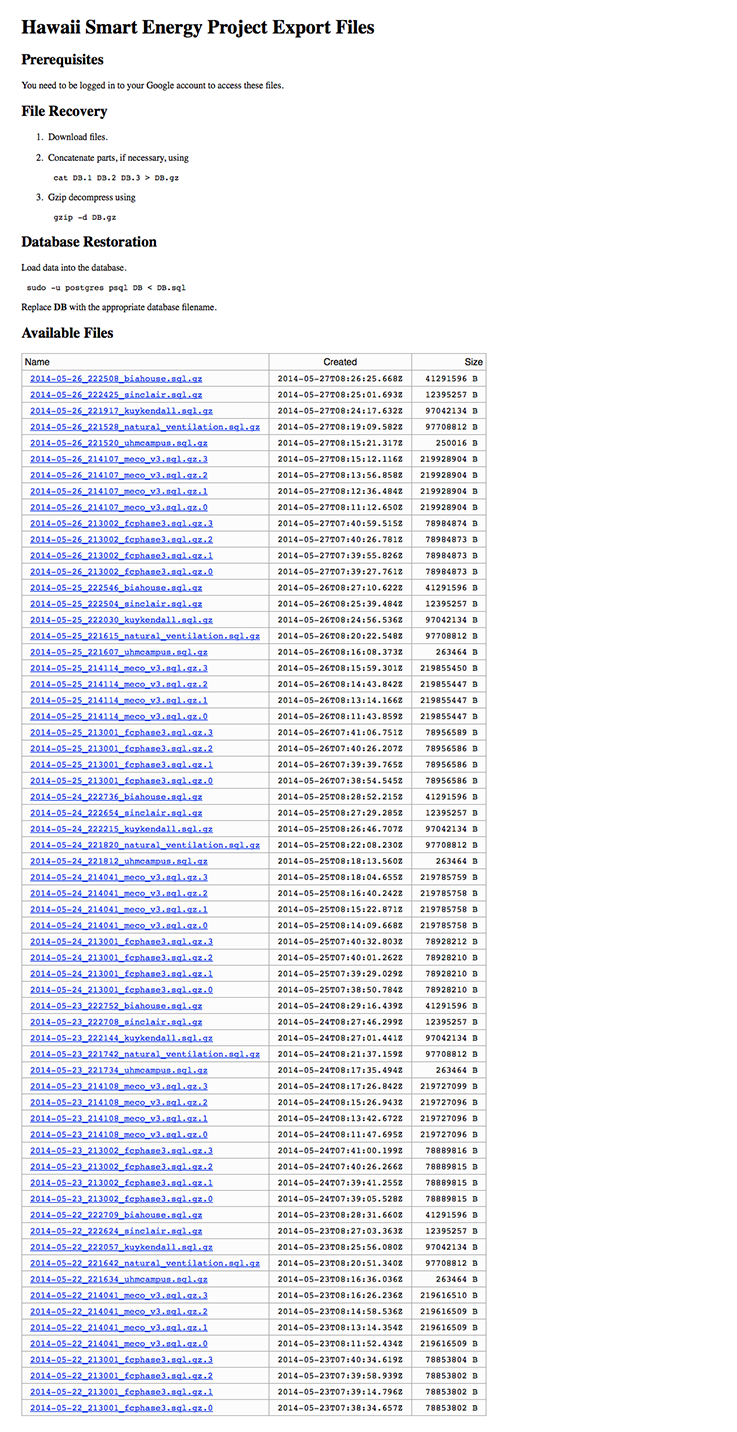 Hawaii Smart Energy Project Export Files
Prerequisites
You need to be logged in to your Google account to access these files.
File Recovery
1. Download files.
2. Concatenate parts, if necessary, using
cat DB.1 DB.2 DB.3 > DB.gz
3. Gzip decompress using
gzip -d DB.gz
Database Restoration
Load data into the database.
sudo -u postgres psql DB < DB.sql
Replace DB with the appropriate database filename.
Available Files
Name Created Size
2014-05-26_222508_biahouse.sql.gz 2014-05-27T08:26:25.668Z 41291596 B
2014-05-26_222425_sinclair.sql.gz 2014-05-27T08:25:01.693Z 12395257 B
2014-05-26_221917_kuykendall.sql.gz 2014-05-27T08:24:17.632Z 97042134 B
2014-05-26_221528_natural_ventilation.sql.gz 2014-05-27T08:19:09.582Z 97708812 B
2014-05-26_221520_uhmcampus.sql.gz 2014-05-27T08:15:21.317Z 250016 B
2014-05-26_214107_meco_v3.sql.gz.3 2014-05-27T08:15:12.116Z 219928904 B
2014-05-26_214107_meco_v3.sql.gz.2 2014-05-27T08:13:56.858Z 219928904 B
2014-05-26_214107_meco_v3.sql.gz.1 2014-05-27T08:12:36.484Z 219928904 B
2014-05-26_214107_meco_v3.sql.gz.0 2014-05-27T08:11:12.650Z 219928904 B
2014-05-26_213002_fcphase3.sql.gz.3 2014-05-27T07:40:59.515Z 78984874 B
2014-05-26_213002_fcphase3.sql.gz.2 2014-05-27T07:40:26.781Z 78984873 B
2014-05-26_213002_fcphase3.sql.gz.1 2014-05-27T07:39:55.826Z 78984873 B
2014-05-26_213002_fcphase3.sql.gz.0 2014-05-27T07:39:27.761Z 78984873 B
2014-05-25_222546_biahouse.sql.gz 2014-05-26T08:27:10.622Z 41291596 B
2014-05-25_222504_sinclair.sql.gz 2014-05-26T08:25:39.484Z 12395257 B
2014-05-25_222030_kuykendall.sql.gz 2014-05-26T08:24:56.536Z 97042134 B
2014-05-25_221615_natural_ventilation.sql.gz 2014-05-26T08:20:22.548Z 97708812 B
2014-05-25_221607_uhmcampus.sql.gz 2014-05-26T08:16:08.373Z 263464 B
2014-05-25_214114_meco_v3.sql.gz.3 2014-05-26T08:15:59.301Z 219855450 B
2014-05-25_214114_meco_v3.sql.gz.2 2014-05-26T08:14:43.842Z 219855447 B
2014-05-25_214114_meco_v3.sql.gz.1 2014-05-26T08:13:14.166Z 219855447 B
2014-05-25_214114_meco_v3.sql.gz.0 2014-05-26T08:11:43.859Z 219855447 B
2014-05-25_213001_fcphase3.sql.gz.3 2014-05-26T07:41:06.751Z 78956589 B
2014-05-25_213001_fcphase3.sql.gz.2 2014-05-26T07:40:26.207Z 78956586 B
2014-05-25_213001_fcphase3.sql.gz.1 2014-05-26T07:39:39.765Z 78956586 B
2014-05-25_213001_fcphase3.sql.gz.0 2014-05-26T07:38:54.545Z 78956586 B
2014-05-24_222736_biahouse.sql.gz 2014-05-25T08:28:52.215Z 41291596 B
2014-05-24_222654_sinclair.sql.gz 2014-05-25T08:27:29.285Z 12395257 B
2014-05-24_222215_kuykendall.sql.gz 2014-05-25T08:26:46.707Z 97042134 B
2014-05-24_221820_natural_ventilation.sql.gz 2014-05-25T08:22:08.230Z 97708812 B
2014-05-24_221812_uhmcampus.sql.gz 2014-05-25T08:18:13.560Z 263464 B
2014-05-24_214041_meco_v3.sql.gz.3 2014-05-25T08:18:04.655Z 219785759 B
2014-05-24_214041_meco_v3.sql.gz.2 2014-05-25T08:16:40.242Z 219785758 B
2014-05-24_214041_meco_v3.sql.gz.1 2014-05-25T08:15:22.871Z 219785758 B
2014-05-24_214041_meco_v3.sql.gz.0 2014-05-25T08:14:09.668Z 219785758 B
2014-05-24_213001_fcphase3.sql.gz.3 2014-05-25T07:40:32.803Z 78928212 B
2014-05-24_213001_fcphase3.sql.gz.2 2014-05-25T07:40:01.262Z 78928210 B
2014-05-24_213001_fcphase3.sql.gz.1 2014-05-25T07:39:29.029Z 78928210 B
2014-05-24_213001_fcphase3.sql.gz.0 2014-05-25T07:38:50.784Z 78928210 B
2014-05-23_222752_biahouse.sql.gz 2014-05-24T08:29:16.439Z 41291596 B
2014-05-23_222708_sinclair.sql.gz 2014-05-24T08:27:46.299Z 12395257 B
2014-05-23_222144_kuykendall.sql.gz 2014-05-24T08:27:01.441Z 97042134 B
2014-05-23_221742_natural_ventilation.sql.gz 2014-05-24T08:21:37.159Z 97708812 B
2014-05-23_221734_uhmcampus.sql.gz 2014-05-24T08:17:35.494Z 263464 B
2014-05-23_214108_meco_v3.sql.gz.3 2014-05-24T08:17:26.842Z 219727099 B
2014-05-23_214108_meco_v3.sql.gz.2 2014-05-24T08:15:26.943Z 219727096 B
2014-05-23_214108_meco_v3.sql.gz.1 2014-05-24T08:13:42.672Z 219727096 B
2014-05-23_214108_meco_v3.sql.gz.0 2014-05-24T08:11:47.695Z 219727096 B
2014-05-23_213002_fcphase3.sql.gz.3 2014-05-24T07:41:00.199Z 78889816 B
2014-05-23_213002_fcphase3.sql.gz.2 2014-05-24T07:40:26.266Z 78889815 B
2014-05-23_213002_fcphase3.sql.gz.1 2014-05-24T07:39:41.255Z 78889815 B
2014-05-23_213002_fcphase3.sql.gz.0 2014-05-24T07:39:05.528Z 78889815 B
2014-05-22_222709_biahouse.sql.gz 2014-05-23T08:28:31.660Z 41291596 B
2014-05-22_222624_sinclair.sql.gz 2014-05-23T08:27:03.363Z 12395257 B
2014-05-22_222057_kuykendall.sql.gz 2014-05-23T08:25:56.080Z 97042134 B
2014-05-22_221642_natural_ventilation.sql.gz 2014-05-23T08:20:51.340Z 97708812 B
2014-05-22_221634_uhmcampus.sql.gz 2014-05-23T08:16:36.036Z 263464 B
2014-05-22_214041_meco_v3.sql.gz.3 2014-05-23T08:16:26.236Z 219616510 B
2014-05-22_214041_meco_v3.sql.gz.2 2014-05-23T08:14:58.536Z 219616509 B
2014-05-22_214041_meco_v3.sql.gz.1 2014-05-23T08:13:14.354Z 219616509 B
2014-05-22_214041_meco_v3.sql.gz.0 2014-05-23T08:11:52.434Z 219616509 B
2014-05-22_213001_fcphase3.sql.gz.3 2014-05-23T07:40:34.619Z 78853804 B
2014-05-22_213001_fcphase3.sql.gz.2 2014-05-23T07:39:58.939Z 78853802 B
2014-05-22_213001_fcphase3.sql.gz.1 2014-05-23T07:39:14.796Z 78853802 B
2014-05-22_213001_fcphase3.sql.gz.0 2014-05-23T07:38:34.657Z 78853802 B